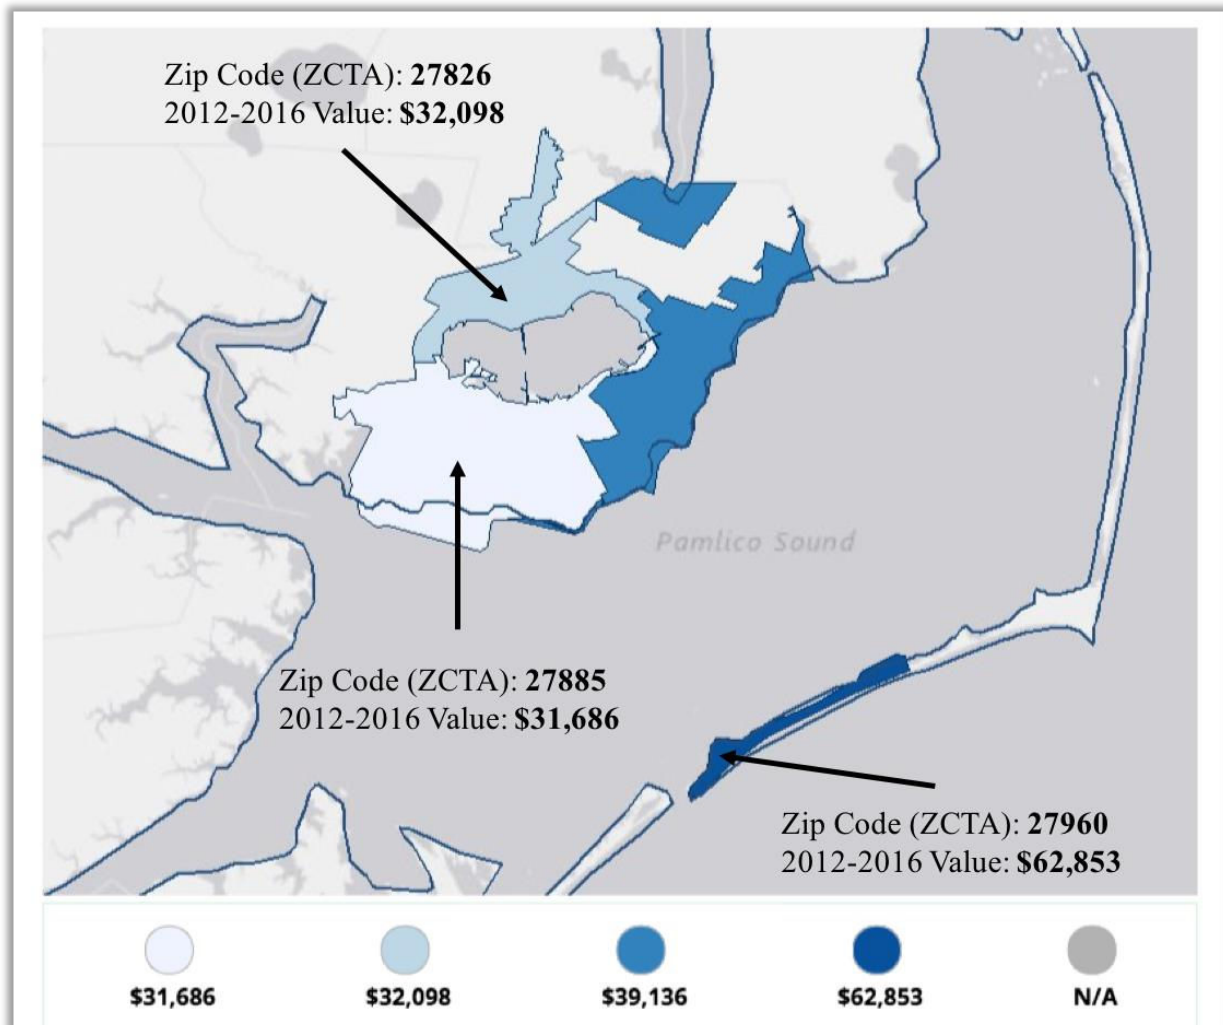 Zip Code (ZCTA): 27826
2012-2016 Value: $32,098
Pamlico Sound
Zip Code (ZCTA): 27885
2012-2016 Value: $31,686
Zip Code (ZCTA): 27960
2012-2016 Value: $62,853
$31,686
$32,098
$39,136
$62,853
N/A